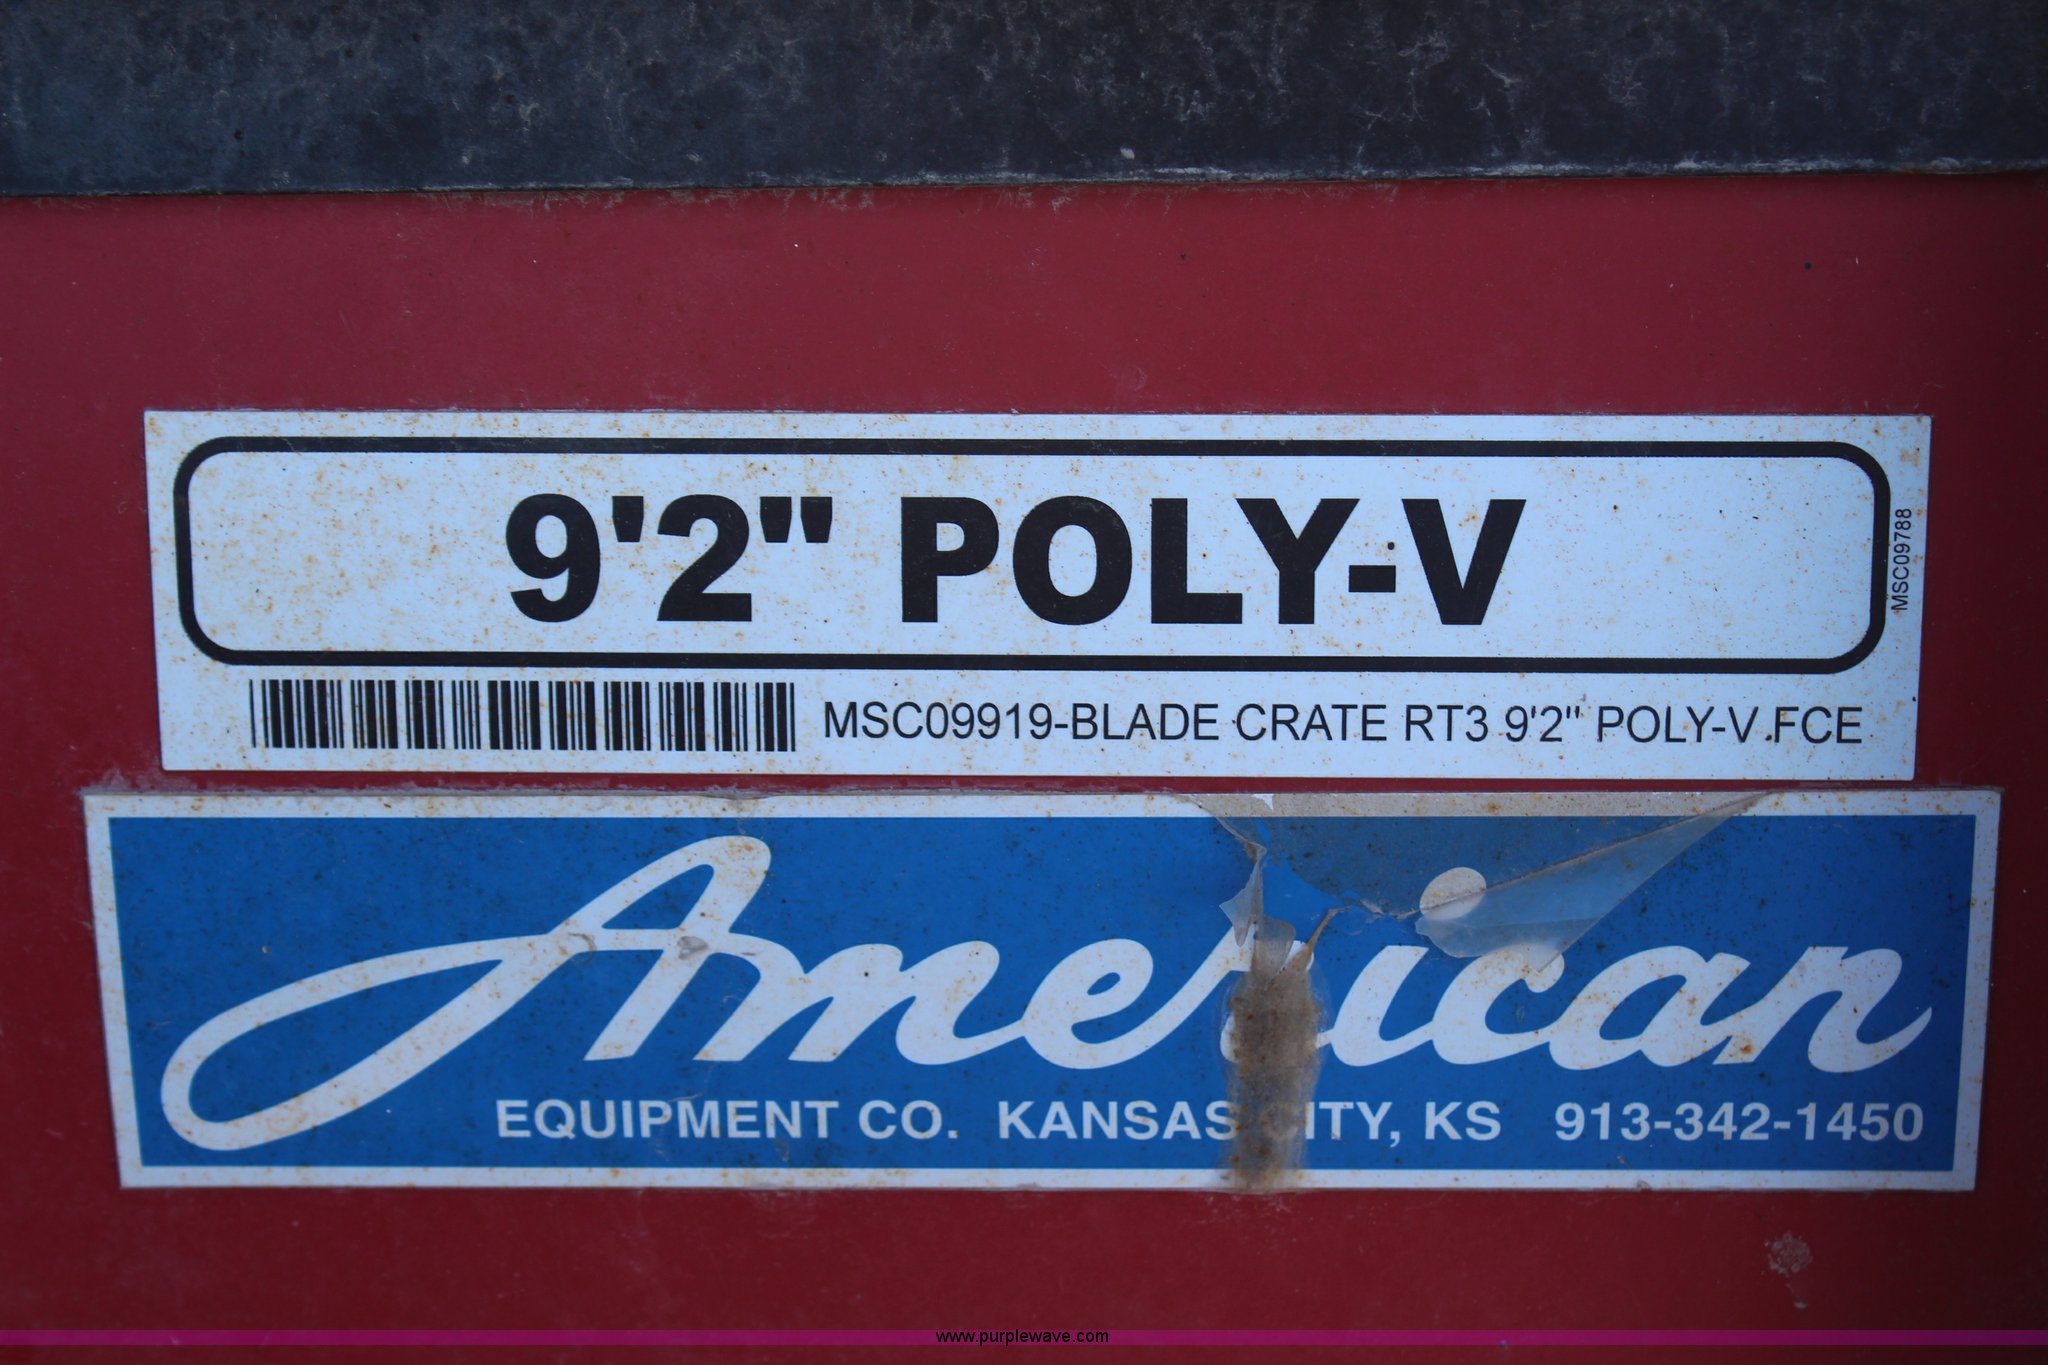 9'2" POLY-V
MSC09788
MSC09919-BLADE CRATE RT3 9'2" POLY-V FCE
American
EQUIPMENT CO. KANSAS CITY, KS 913-342-1450
www.purplewave.com